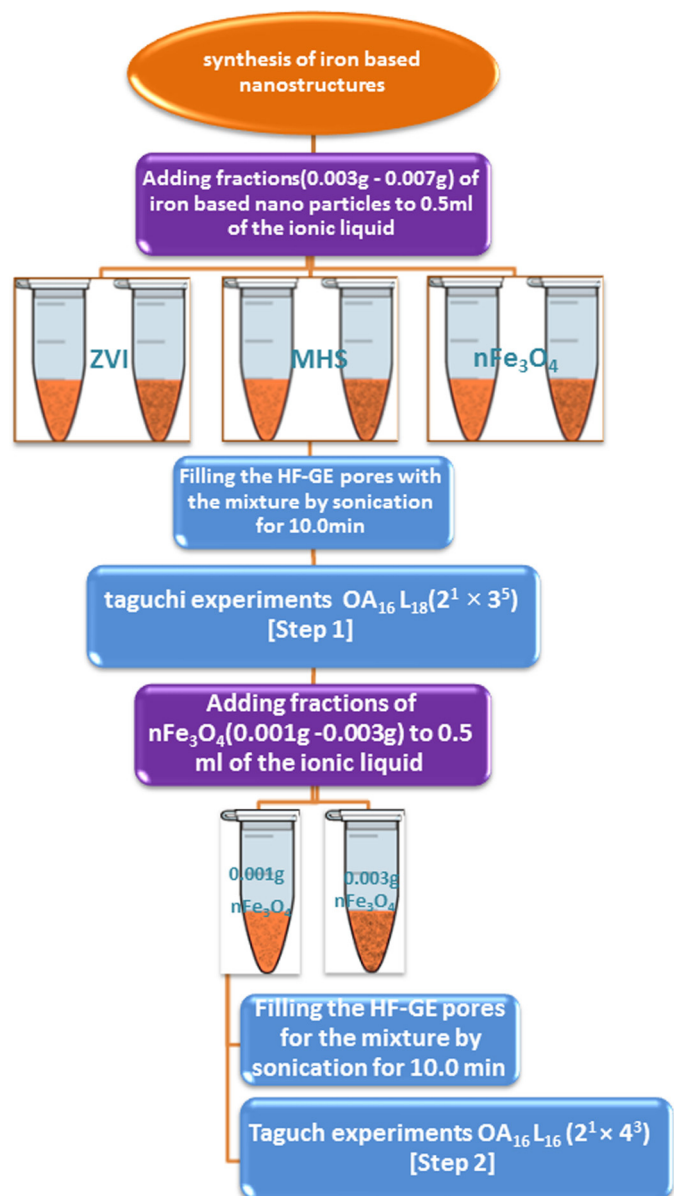 synthesis of iron based
nanostructures
Adding fractions(0.003g - 0.007g) of
iron based nano particles to 0.5ml
of the ionic liquid
ZVI
MHS
nFe₃O₄
Filling the HF-GE pores with
the mixture by sonication
for 10.0min
taguchi experiments OA₁₆ L₁₈(2¹ × 3⁵)
[Step 1]
Adding fractions of
nFe₃O₄(0.001g -0.003g) to 0.5
ml of the ionic liquid
0.001g
nFe₃O₄
0.003g
nFe₃O₄
Filling the HF-GE pores
for the mixture by
sonication for 10.0 min
Taguch experiments OA₁₆ L₁₆ (2¹ × 4³)
[Step 2]